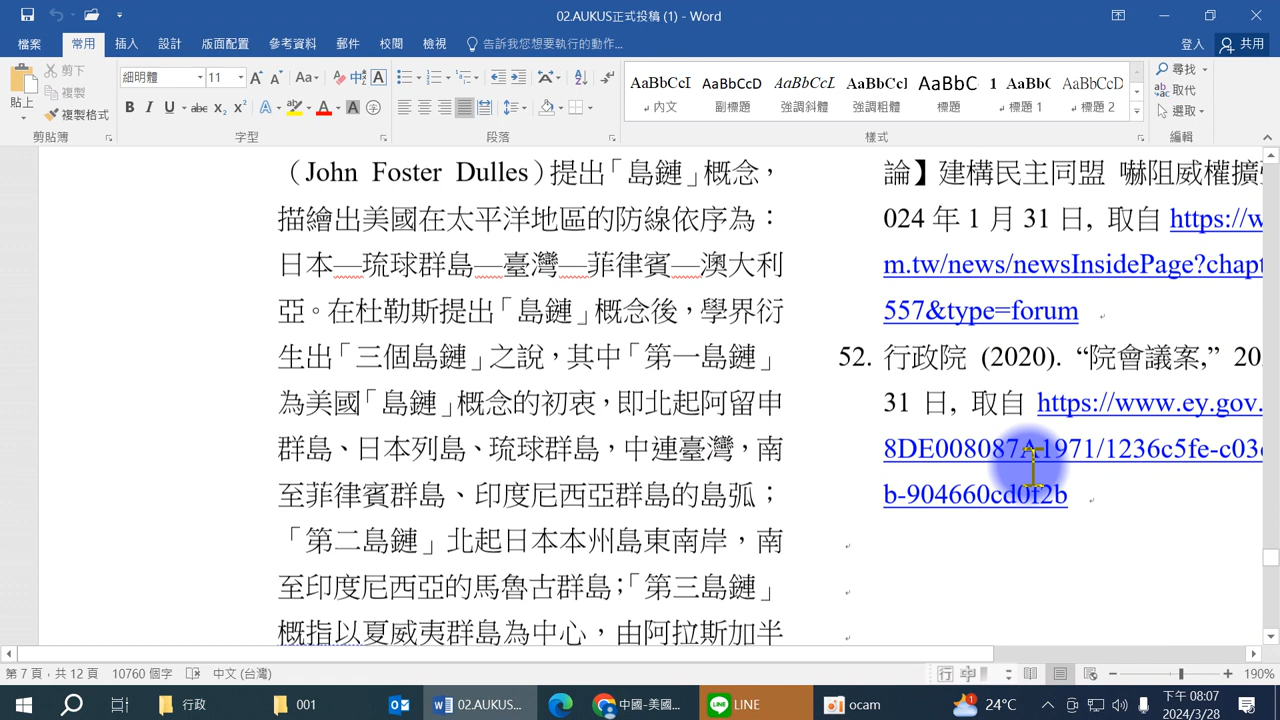 02.AUKUS正式投稿 (1) - Word
檔案 常用 插入 設計 版面配置 參考資料 郵件 校閱 檢視 告訴我您想要執行的動作... 登入 共用
貼上 剪下 複製 複製格式
細明體 11
AaBbCcI AaBbCcD AaBbCcL AaBbCcI AaBbC 1 AaBb( AaBbCcD
內文 副標題 強調斜體 強調粗體 標題 標題 1 標題 2
尋找 取代 選取
剪貼簿 字型 段落 樣式 編輯
（John Foster Dulles）提出「島鏈」概念，
描繪出美國在太平洋地區的防線依序為：
日本—琉球群島—臺灣—菲律賓—澳大利
亞。在杜勒斯提出「島鏈」概念後，學界衍
生出「三個島鏈」之說，其中「第一島鏈」
為美國「島鏈」概念的初衷，即北起阿留申
群島、日本列島、琉球群島，中連臺灣，南
至菲律賓群島、印度尼西亞群島的島弧；
「第二島鏈」北起日本本州島東南岸，南
至印度尼西亞的馬魯古群島；「第三島鏈」
概指以夏威夷群島為中心，由阿拉斯加半
論】建構民主同盟 嚇阻威權擴
024 年 1 月 31 日, 取自 https://w
m.tw/news/newsInsidePage?chapt
557&type=forum
52. 行政院 (2020). “院會議案,” 20
31 日, 取自 https://www.ey.gov.
8DE008087A1971/1236c5fe-c03
b-904660cd0f2b
第 7 頁，共 12 頁 10760 個字 中文 (台灣) 190%
行政 001 02.AUKUS... 中國-美國... LINE ocam 24°C 下午 08:07
2024/3/28